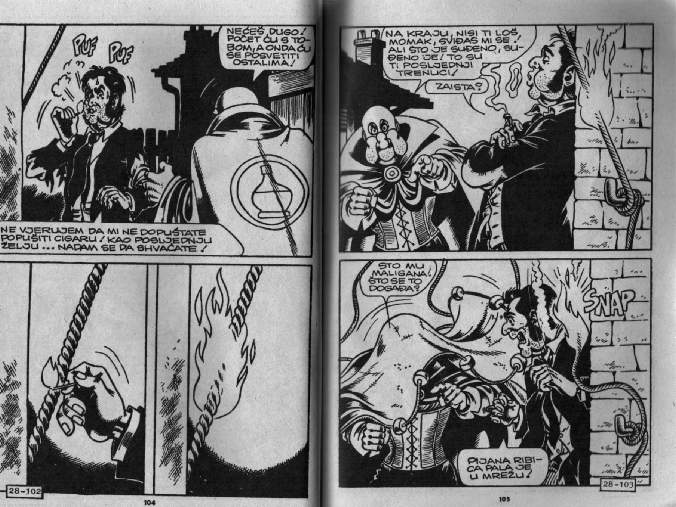 NEĆEŠ DUGO!
POČET ĆU S TO-
BOM, A ONDA ĆU
SE POSVETITI
OSTALIMA!
PUF PUF
NE VJERUJEM DA MI NE DOPUŠTATE
POPUŠITI CIGARU! KAO POSLJEDNJU
ŽELJU... NADAM SE DA SHVAĆATE!
28-102
104
NA KRAJU, NISI TI LOŠ
MOMAK, SVIĐAŠ MI SE!
ALI ŠTO JE SUĐENO, SU-
ĐENO JE! TO SU
TI POSLJEDNJI
TRENUCI!
ZAISTA?
ŠTO MU
MALIGANA!
ŠTO SE TO
DOGAĐA?
SNAP
PIJANA RIBI-
CA PALA JE
U MREŽU!
28-103
105